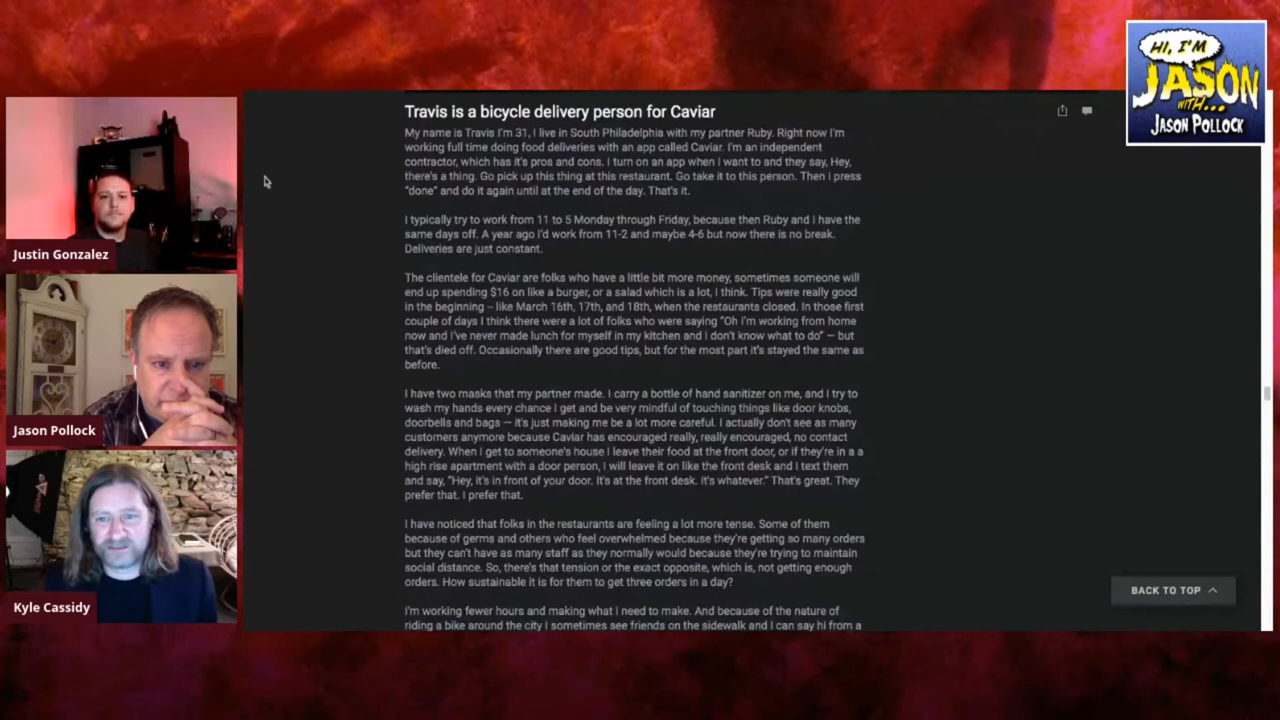 HI, I'M
JASON
WITH...
JASON POLLOCK
Justin Gonzalez
Jason Pollock
Kyle Cassidy
Travis is a bicycle delivery person for Caviar
My name is Travis I'm 31, I live in South Philadelphia with my partner Ruby. Right now I'm
working full time doing food deliveries with an app called Caviar. I'm an independent
contractor, which has it's pros and cons. I turn on an app when I want to and they say, Hey,
there's a thing. Go pick up this thing at this restaurant. Go take it to this person. Then I press
"done" and do it again until at the end of the day. That's it.
I typically try to work from 11 to 5 Monday through Friday, because then Ruby and I have the
same days off. A year ago I'd work from 11-2 and maybe 4-6 but now there is no break.
Deliveries are just constant.
The clientele for Caviar are folks who have a little bit more money, sometimes someone will
end up spending $16 on like a burger, or a salad which is a lot, I think. Tips were really good
in the beginning – like March 16th, 17th, and 18th, when the restaurants closed. In those first
couple of days I think there were a lot of folks who were saying "Oh I'm working from home
now and I've never made lunch for myself in my kitchen and I don't know what to do" — but
that's died off. Occasionally there are good tips, but for the most part it's stayed the same as
before.
I have two masks that my partner made. I carry a bottle of hand sanitizer on me, and I try to
wash my hands every chance I get and be very mindful of touching things like door knobs,
doorbells and bags — it's just making me be a lot more careful. I actually don't see as many
customers anymore because Caviar has encouraged really, really encouraged, no contact
delivery. When I get to someone's house I leave their food at the front door, or if they're in a a
high rise apartment with a door person, I will leave it on like the front desk and I text them
and say, "Hey, it's in front of your door. It's at the front desk. It's whatever." That's great. They
prefer that. I prefer that.
I have noticed that folks in the restaurants are feeling a lot more tense. Some of them
because of germs and others who feel overwhelmed because they're getting so many orders
but they can't have as many staff as they normally would because they're trying to maintain
social distance. So, there's that tension or the exact opposite, which is, not getting enough
orders. How sustainable it is for them to get three orders in a day?
I'm working fewer hours and making what I need to make. And because of the nature of
riding a bike around the city I sometimes see friends on the sidewalk and I can say hi from a
BACK TO TOP